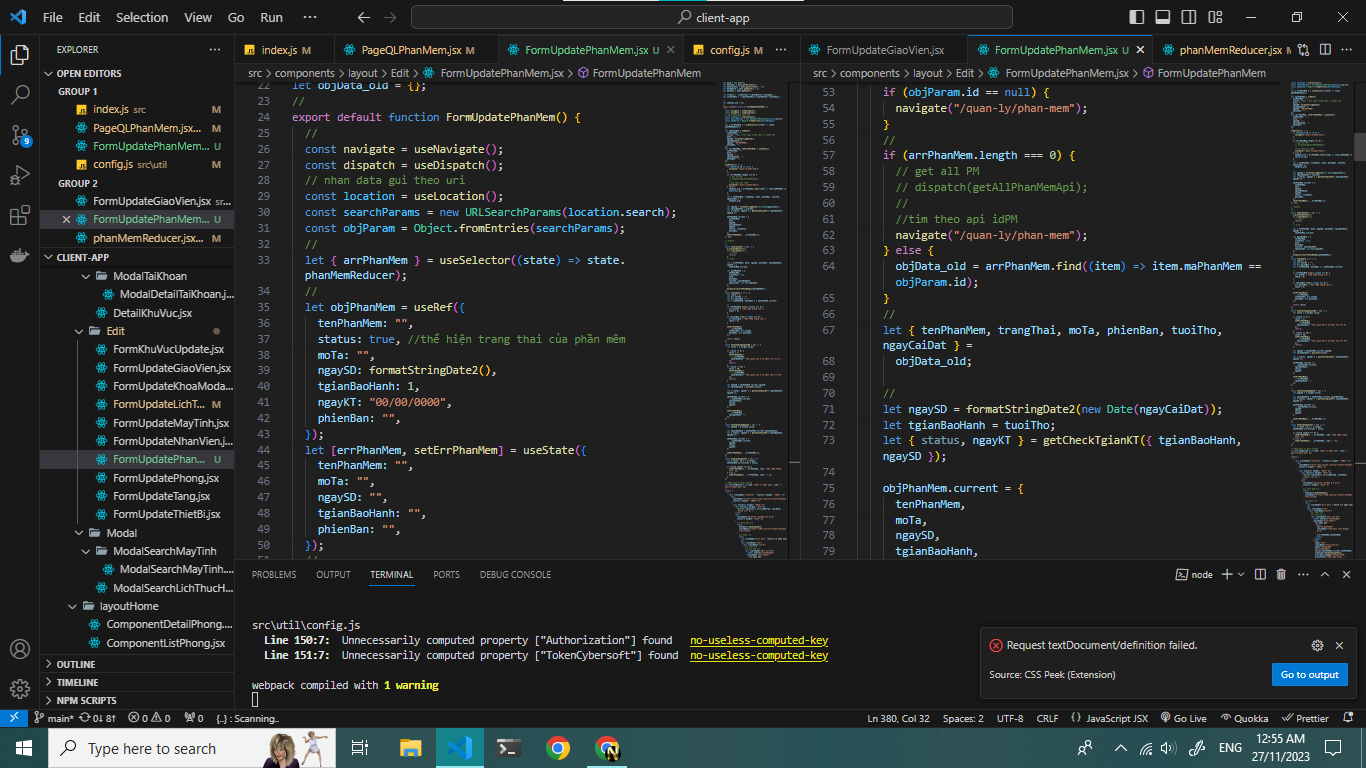 File Edit Selection View Go Run ··· client-app
EXPLORER ···
OPEN EDITORS
GROUP 1
index.js src M
PageQLPhanMem.jsx... M
FormUpdatePhanMem... U
config.js src\util M
GROUP 2
FormUpdateGiaoVien.jsx sr...
FormUpdatePhanMem... U
phanMemReducer.jsx... M
CLIENT-APP
ModalTaiKhoan
ModalDetailTaiKhoan.j...
DetailKhuVuc.jsx
Edit
FormKhuVucUpdate.jsx
FormUpdateGiaoVien.jsx
FormUpdateKhoaModa...
FormUpdateLichT... M
FormUpdateMayTinh.jsx
FormUpdateNhanVien.j...
FormUpdatePhan... U
FormUpdatePhong.jsx
FormUpdateTang.jsx
FormUpdateThietBi.jsx
Modal
ModalSearchMayTinh
ModalSearchMayTinh....
ModalSearchLichThucH...
layoutHome
ComponentDetailPhong....
ComponentListPhong.jsx
OUTLINE
TIMELINE
NPM SCRIPTS
index.js M PageQLPhanMem.jsx M FormUpdatePhanMem.jsx U config.js M ···
src > components > layout > Edit > FormUpdatePhanMem.jsx > FormUpdatePhanMem
22 let objData_old = {};
23 //
24 export default function FormUpdatePhanMem() {
25 //
26 const navigate = useNavigate();
27 const dispatch = useDispatch();
28 // nhan data gui theo uri
29 const location = useLocation();
30 const searchParams = new URLSearchParams(location.search);
31 const objParam = Object.fromEntries(searchParams);
32 //
33 let { arrPhanMem } = useSelector((state) => state.
phanMemReducer);
34 //
35 let objPhanMem = useRef({
36 tenPhanMem: "",
37 status: true, //thể hiện trang thai của phần mềm
38 moTa: "",
39 ngaySD: formatStringDate2(),
40 tgianBaoHanh: 1,
41 ngayKT: "00/00/0000",
42 phienBan: "",
43 });
44 let [errPhanMem, setErrPhanMem] = useState({
45 tenPhanMem: "",
46 moTa: "",
47 ngaySD: "",
48 tgianBaoHanh: "",
49 phienBan: "",
50 });
51 //
FormUpdateGiaoVien.jsx FormUpdatePhanMem.jsx U phanMemReducer.jsx M ···
src > components > layout > Edit > FormUpdatePhanMem.jsx > FormUpdatePhanMem
53 if (objParam.id == null) {
54 navigate("/quan-ly/phan-mem");
55 }
56 //
57 if (arrPhanMem.length === 0) {
58 // get all PM
59 // dispatch(getAllPhanMemApi);
60 //
61 //tim theo api idPM
62 navigate("/quan-ly/phan-mem");
63 } else {
64 objData_old = arrPhanMem.find((item) => item.maPhanMem ==
objParam.id);
65 }
66 //
67 let { tenPhanMem, trangThai, moTa, phienBan, tuoiTho,
ngayCaiDat } =
68 objData_old;
69
70 //
71 let ngaySD = formatStringDate2(new Date(ngayCaiDat));
72 let tgianBaoHanh = tuoiTho;
73 let { status, ngayKT } = getCheckTgianKT({ tgianBaoHanh,
ngaySD });
74
75 objPhanMem.current = {
76 tenPhanMem,
77 moTa,
78 ngaySD,
79 tgianBaoHanh,
PROBLEMS OUTPUT TERMINAL PORTS DEBUG CONSOLE node
src\util\config.js
Line 150:7: Unnecessarily computed property ["Authorization"] found no-useless-computed-key
Line 151:7: Unnecessarily computed property ["TokenCybersoft"] found no-useless-computed-key
webpack compiled with 1 warning
Request textDocument/definition failed.
Source: CSS Peek (Extension) Go to output
9
main* 0↓ 8↑ 0 0 0 {..} : Scanning.. Ln 380, Col 32 Spaces: 2 UTF-8 CRLF {} JavaScript JSX Go Live Quokka Prettier
Type here to search ENG 12:55 AM
27/11/2023